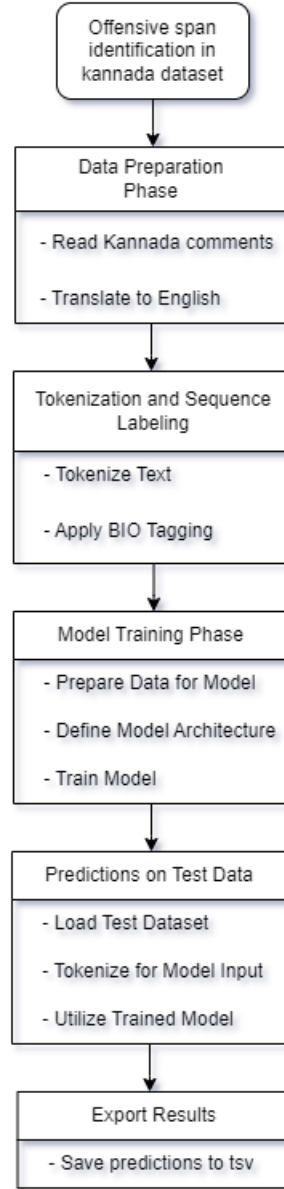 Offensive span
identification in
kannada dataset
Data Preparation
Phase
- Read Kannada comments
- Translate to English
Tokenization and Sequence
Labeling
- Tokenize Text
- Apply BIO Tagging
Model Training Phase
- Prepare Data for Model
- Define Model Architecture
- Train Model
Predictions on Test Data
- Load Test Dataset
- Tokenize for Model Input
- Utilize Trained Model
Export Results
- Save predictions to tsv